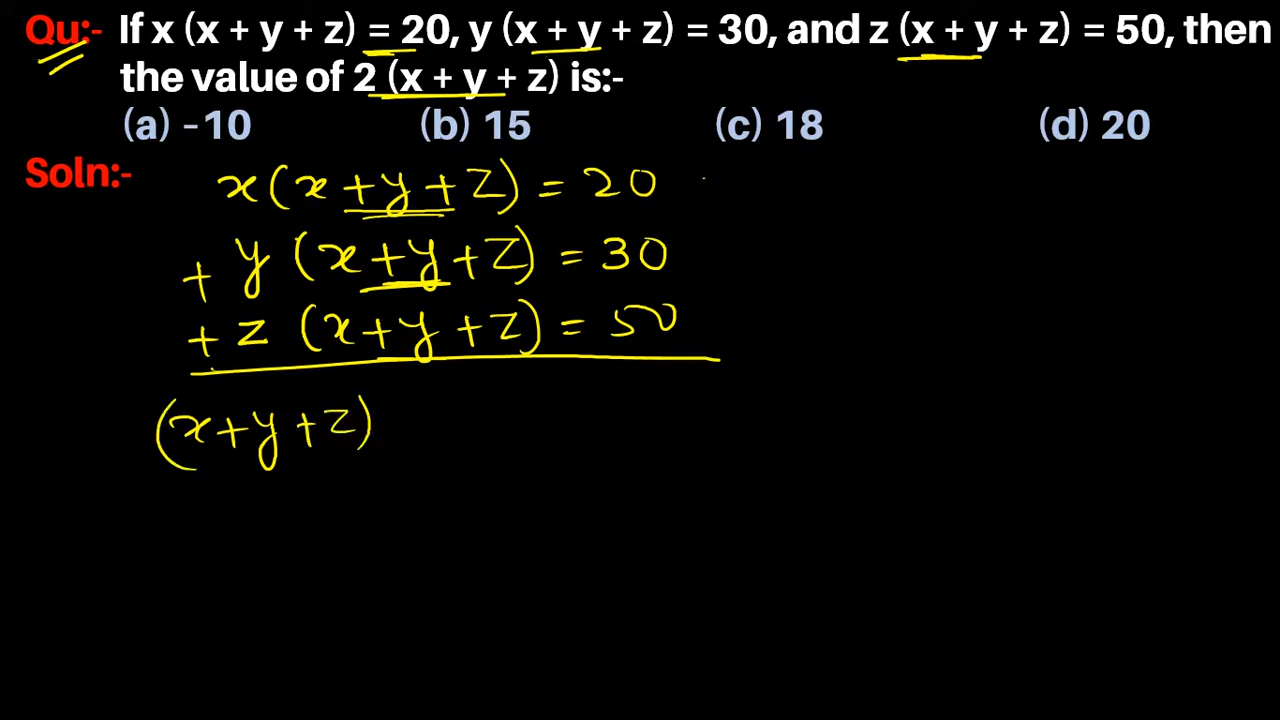 Qu:- If x (x + y + z) = 20, y (x + y + z) = 30, and z (x + y + z) = 50, then
the value of 2 (x + y + z) is:-
(a) -10 (b) 15 (c) 18 (d) 20
Soln:- x(x+y+z) = 20
+ y (x+y+z) = 30
+ z (x+y+z) = 50
(x+y+z)